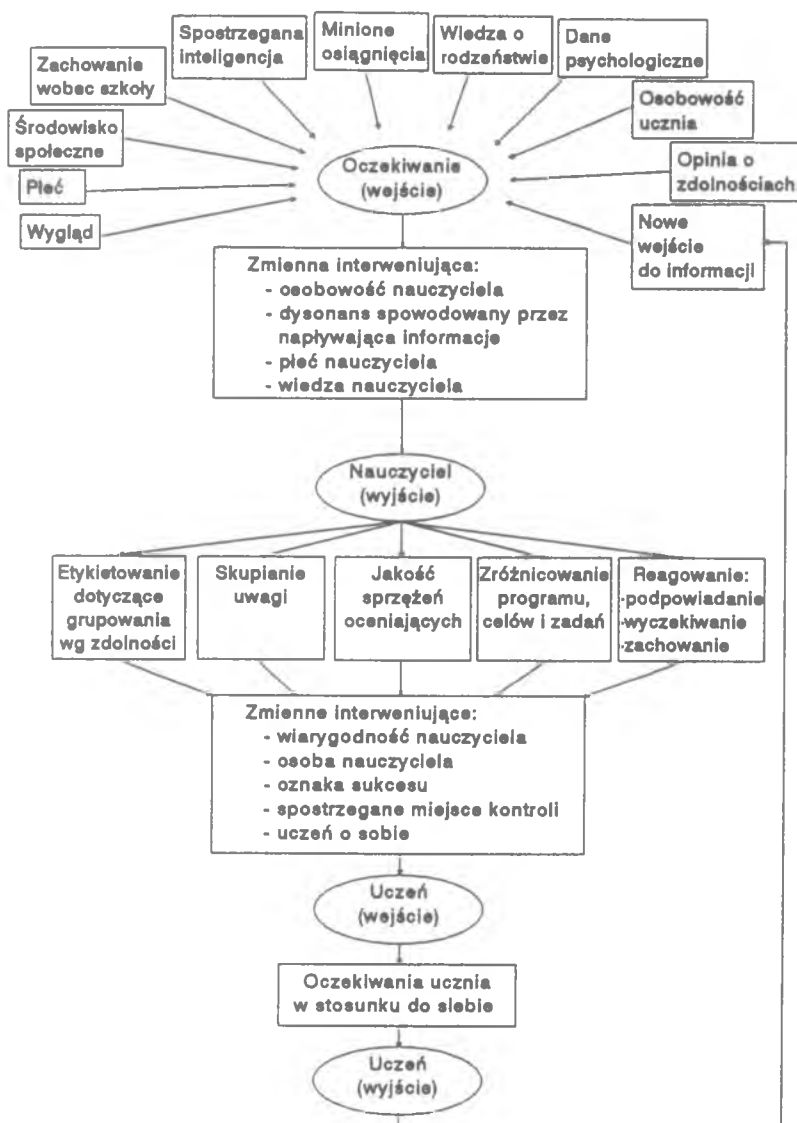 Spostrzegana
inteligencja
Minione
osiągnięcia
Wiedza o
rodzeństwie
Dane
psychologiczne
Zachowanie
wobec szkoły
Osobowość
ucznia
Środowisko
społeczne
Oczekiwanie
(wejście)
Opinia o
zdolnościach
Płeć
Wygląd
Nowe
wejście
do informacji
Zmienna interweniująca:
- osobowość nauczyciela
- dysonans spowodowany przez
napływająca informacje
- płeć nauczyciela
- wiedza nauczyciela
Nauczyciel
(wyjście)
Etykietowanie
dotyczące
grupowania
wg zdolności
Skupianie
uwagi
Jakość
sprzężeń
oceniających
Zróżnicowanie
programu,
celów i zadań
Reagowanie:
-podpowiadanie
-wyczekiwanie
-zachowanie
Zmienne interweniujące:
- wiarygodność nauczyciela
- osoba nauczyciela
- oznaka sukcesu
- spostrzegane miejsce kontroli
- uczeń o sobie
Uczeń
(wejście)
Oczekiwania ucznia
w stosunku do siebie
Uczeń
(wyjście)